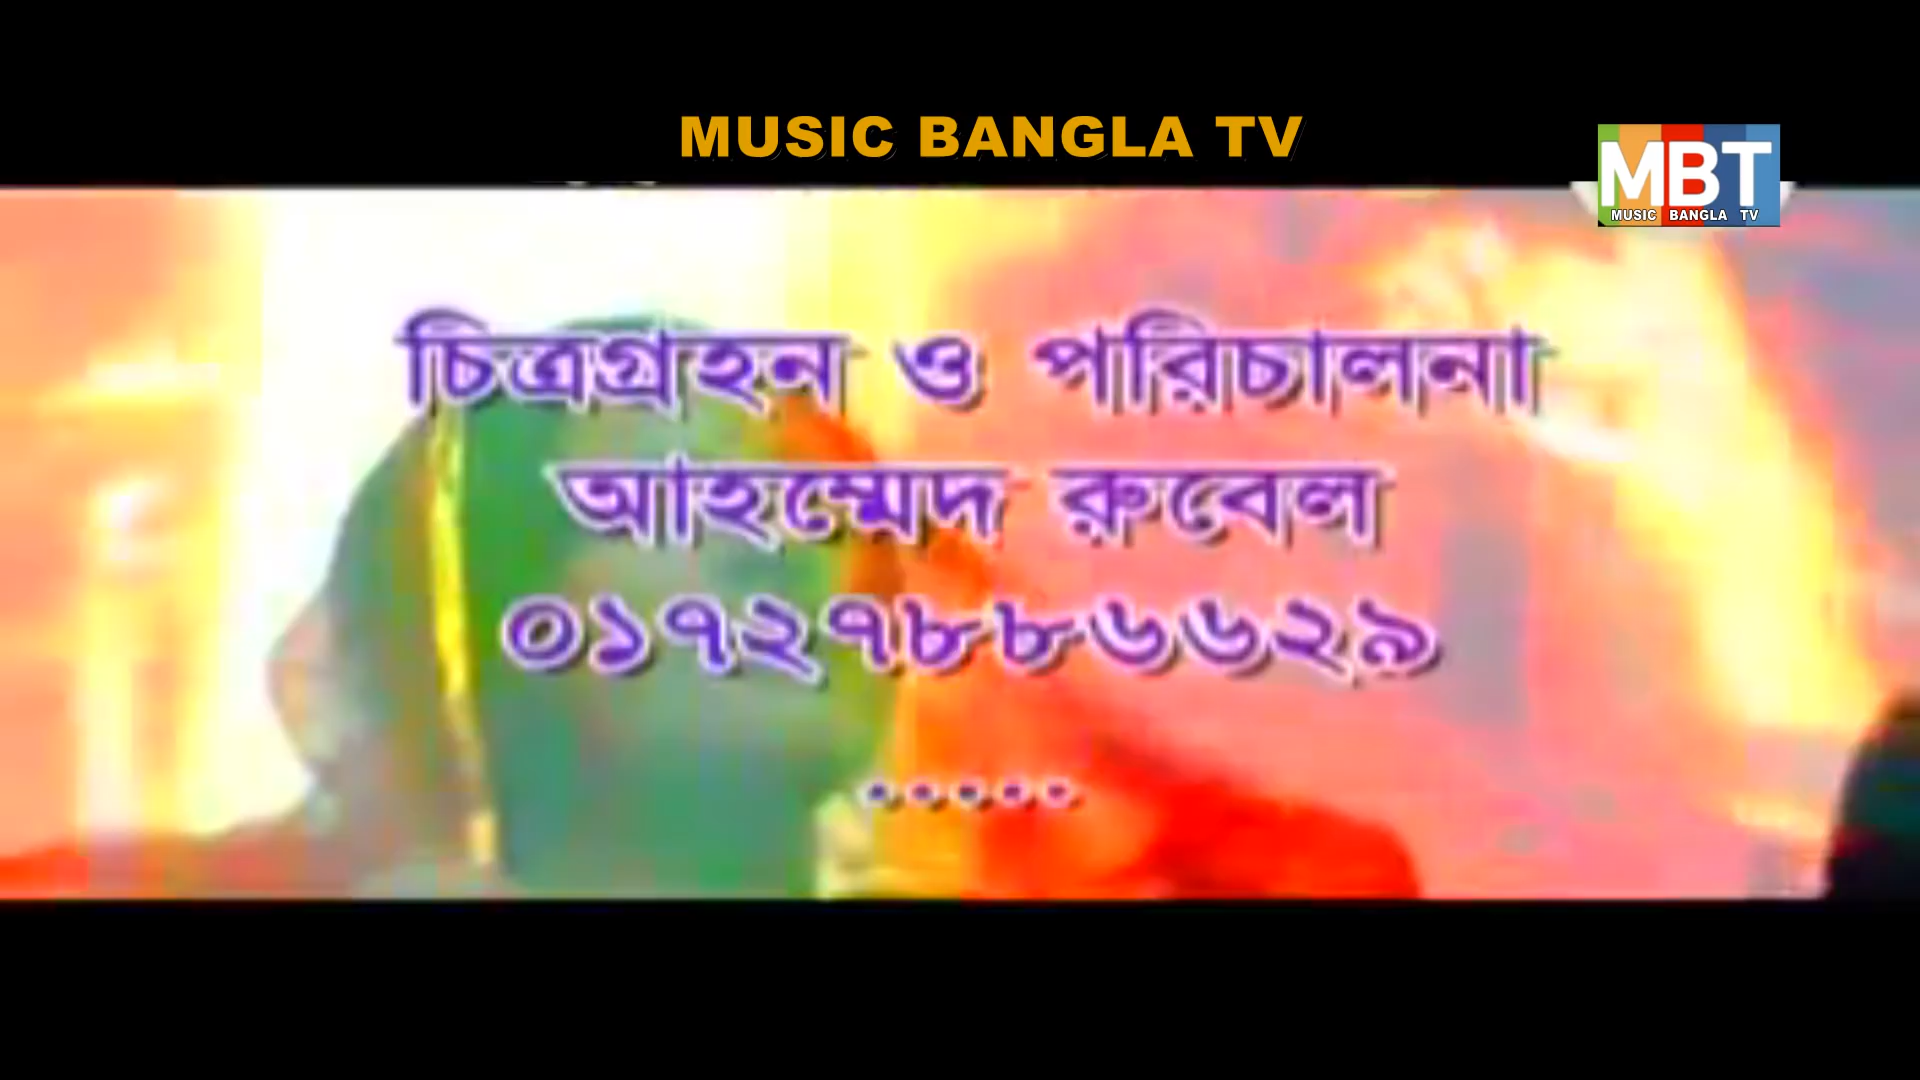 MUSIC BANGLA TV
MBT
MUSIC BANGLA TV
চিত্রগ্রহন ও পরিচালনা
আহম্মেদ রুবেল
০১৭২৭৮৮৬৬২৯
.....